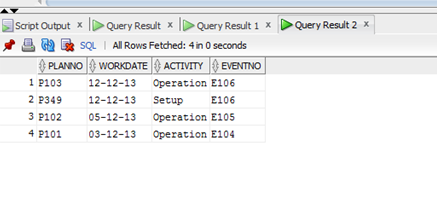 Script Output x Query Result x Query Result 1 x Query Result 2 x
SQL | All Rows Fetched: 4 in 0 seconds
PLANNO WORKDATE ACTIVITY EVENTNO
1 P103 12-12-13 Operation E106
2 P349 12-12-13 Setup E106
3 P102 05-12-13 Operation E105
4 P101 03-12-13 Operation E104